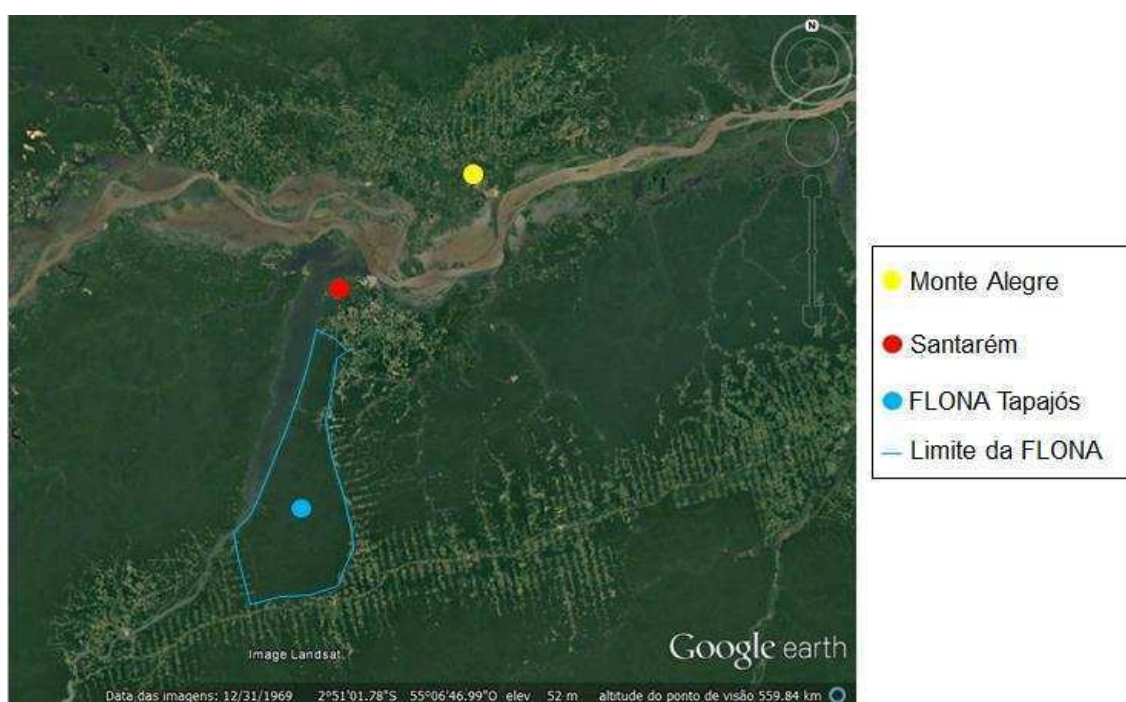 N
Monte Alegre
Santarém
FLONA Tapajós
Limite da FLONA
Google earth
Image Landsat
Data das imagens: 12/31/1969 2°51'01.78"S 55°06'46.99"O elev 52 m altitude do ponto de visão 559.84 km